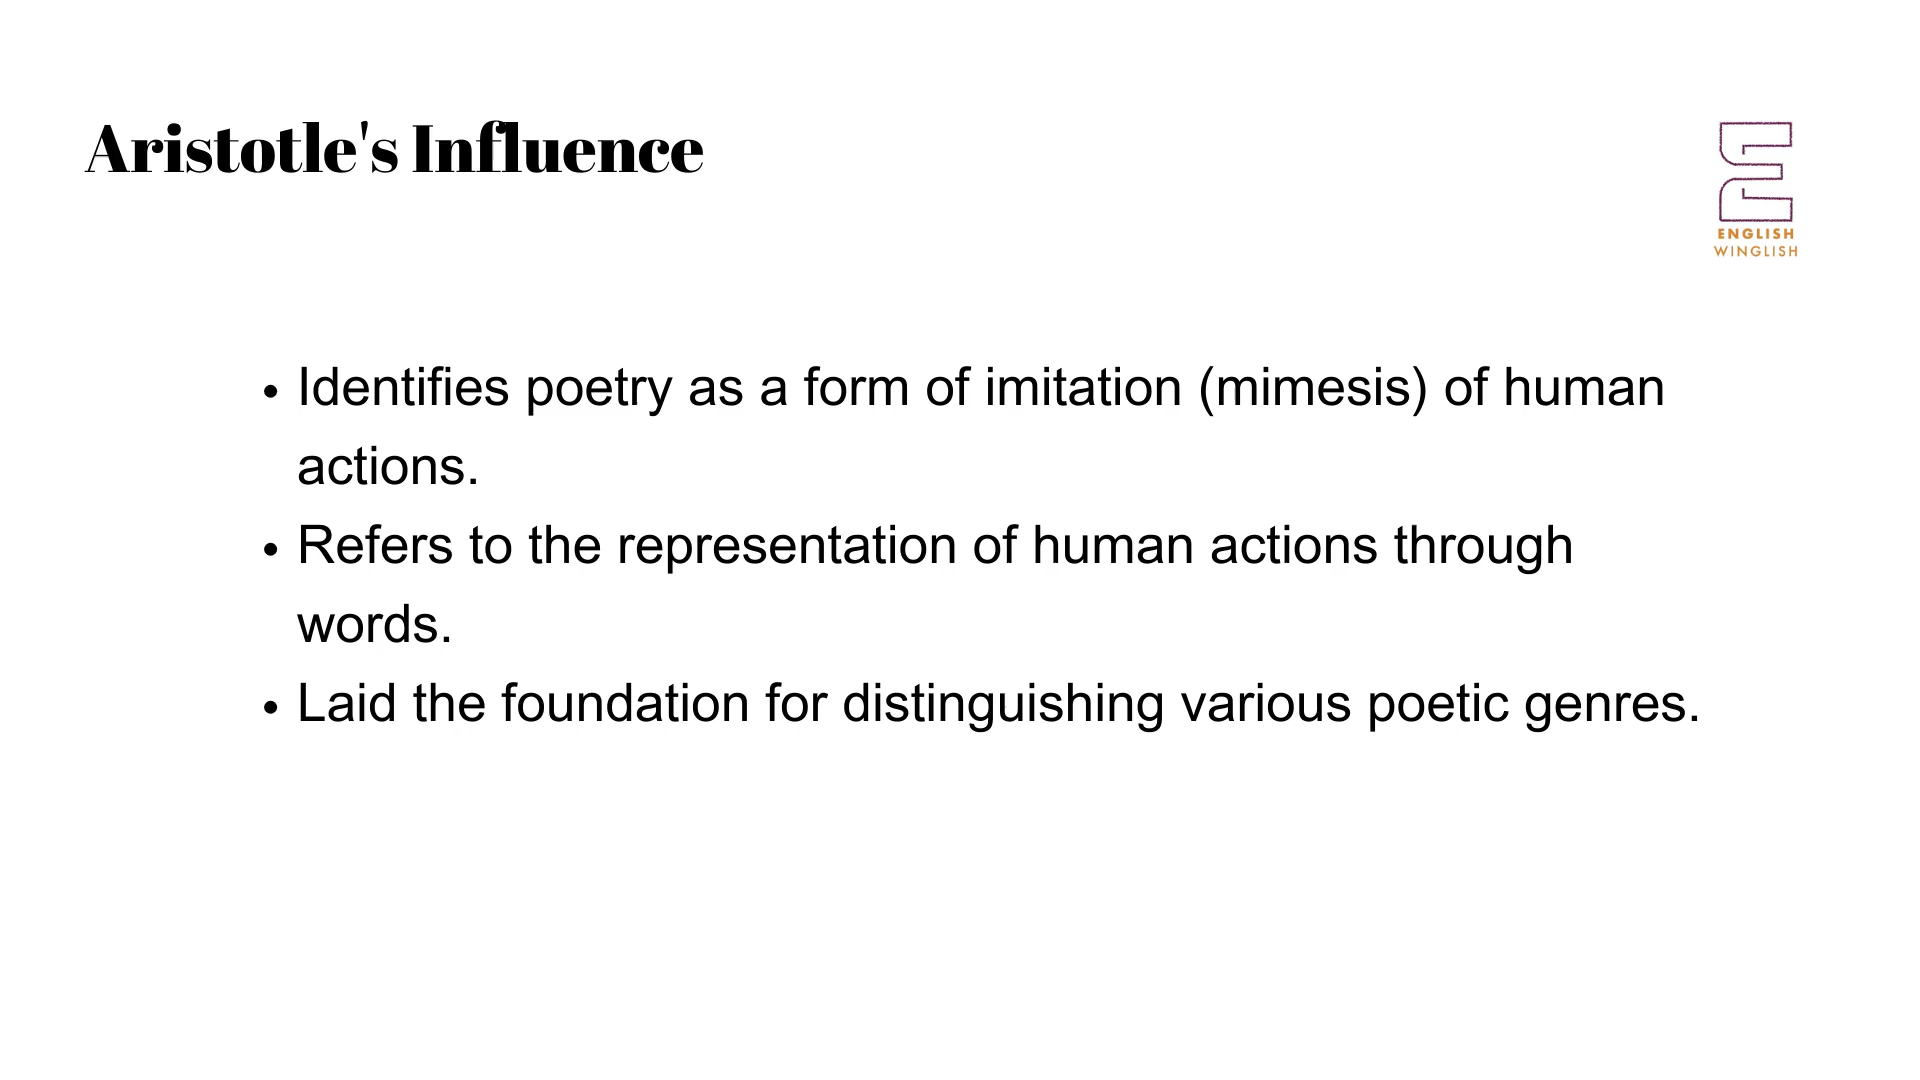 Aristotle's Influence
ENGLISH
WINGLISH
• Identifies poetry as a form of imitation (mimesis) of human
actions.
• Refers to the representation of human actions through
words.
• Laid the foundation for distinguishing various poetic genres.